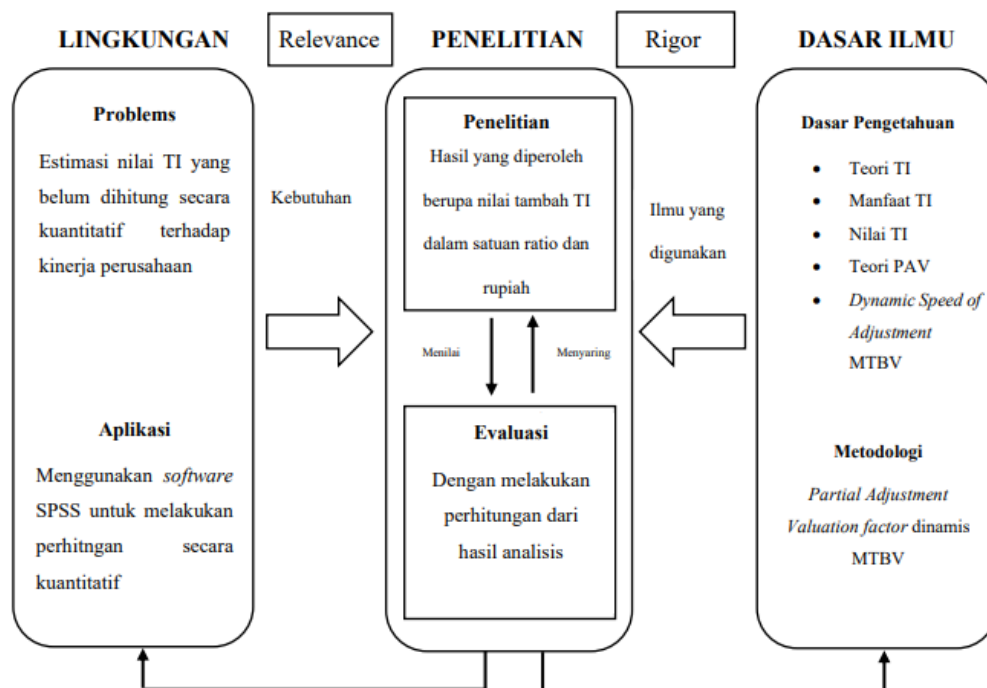 LINGKUNGAN
Relevance
PENELITIAN
Rigor
DASAR ILMU
Problems
Estimasi nilai TI yang
belum dihitung secara
kuantitatif terhadap
kinerja perusahaan
Aplikasi
Menggunakan software
SPSS untuk melakukan
perhitngan secara
kuantitatif
Kebutuhan
Penelitian
Hasil yang diperoleh
berupa nilai tambah TI
dalam satuan ratio dan
rupiah
Menilai
Menyaring
Evaluasi
Dengan melakukan
perhitungan dari
hasil analisis
Ilmu yang
digunakan
Dasar Pengetahuan
• Teori TI
• Manfaat TI
• Nilai TI
• Teori PAV
• Dynamic Speed of
Adjustment
MTBV
Metodologi
Partial Adjustment
Valuation factor dinamis
MTBV